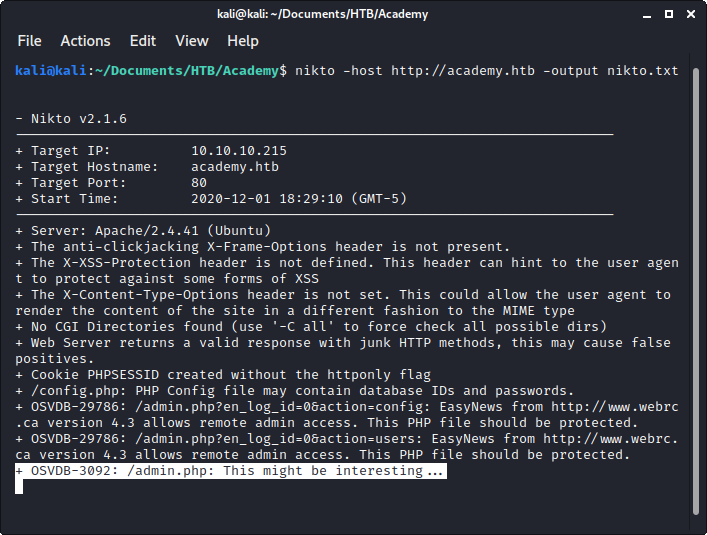 kali@kali: ~/Documents/HTB/Academy
File Actions Edit View Help
kali@kali:~/Documents/HTB/Academy$ nikto -host http://academy.htb -output nikto.txt
- Nikto v2.1.6
---------------------------------------------------------------------------
+ Target IP:          10.10.10.215
+ Target Hostname:    academy.htb
+ Target Port:        80
+ Start Time:         2020-12-01 18:29:10 (GMT-5)
---------------------------------------------------------------------------
+ Server: Apache/2.4.41 (Ubuntu)
+ The anti-clickjacking X-Frame-Options header is not present.
+ The X-XSS-Protection header is not defined. This header can hint to the user agen
t to protect against some forms of XSS
+ The X-Content-Type-Options header is not set. This could allow the user agent to
render the content of the site in a different fashion to the MIME type
+ No CGI Directories found (use '-C all' to force check all possible dirs)
+ Web Server returns a valid response with junk HTTP methods, this may cause false
positives.
+ Cookie PHPSESSID created without the httponly flag
+ /config.php: PHP Config file may contain database IDs and passwords.
+ OSVDB-29786: /admin.php?en_log_id=0&action=config: EasyNews from http://www.webrc
.ca version 4.3 allows remote admin access. This PHP file should be protected.
+ OSVDB-29786: /admin.php?en_log_id=0&action=users: EasyNews from http://www.webrc.
ca version 4.3 allows remote admin access. This PHP file should be protected.
+ OSVDB-3092: /admin.php: This might be interesting...